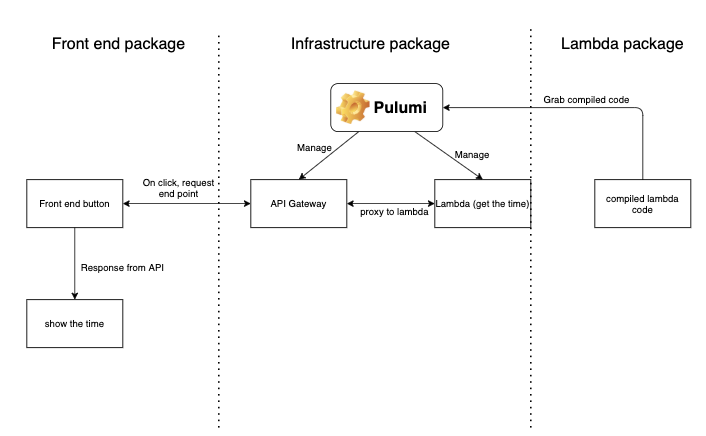 Front end package
Infrastructure package
Lambda package
Pulumi
Grab compiled code
Manage
Manage
On click, request
end point
Front end button
API Gateway
proxy to lambda
Lambda (get the time)
compiled lambda
code
Response from API
show the time